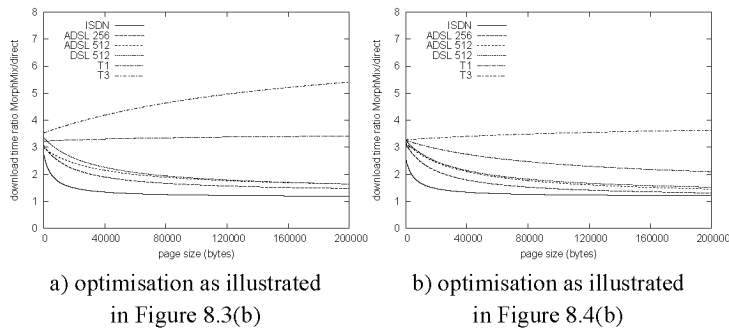 8
7
6
5
4
3
2
1
0
download time ratio MorphMix/direct
ISDN
ADSL 256
ADSL 512
DSL 512
T1
T3
0 40000 80000 120000 160000 200000
page size (bytes)
a) optimisation as illustrated
in Figure 8.3(b)
8
7
6
5
4
3
2
1
0
download time ratio MorphMix/direct
ISDN
ADSL 256
ADSL 512
DSL 512
T1
T3
0 40000 80000 120000 160000 200000
page size (bytes)
b) optimisation as illustrated
in Figure 8.4(b)